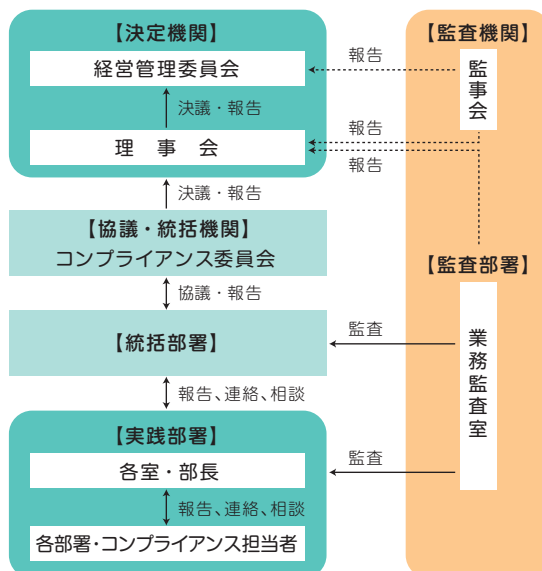 【決定機関】
経営管理委員会
決議・報告
理 事 会
決議・報告
【協議・統括機関】
コンプライアンス委員会
協議・報告
【統括部署】
報告、連絡、相談
【実践部署】
各室・部長
報告、連絡、相談
各部署・コンプライアンス担当者
報告
報告
報告
監査
監査
【監査機関】
監事会
【監査部署】
業務監査室